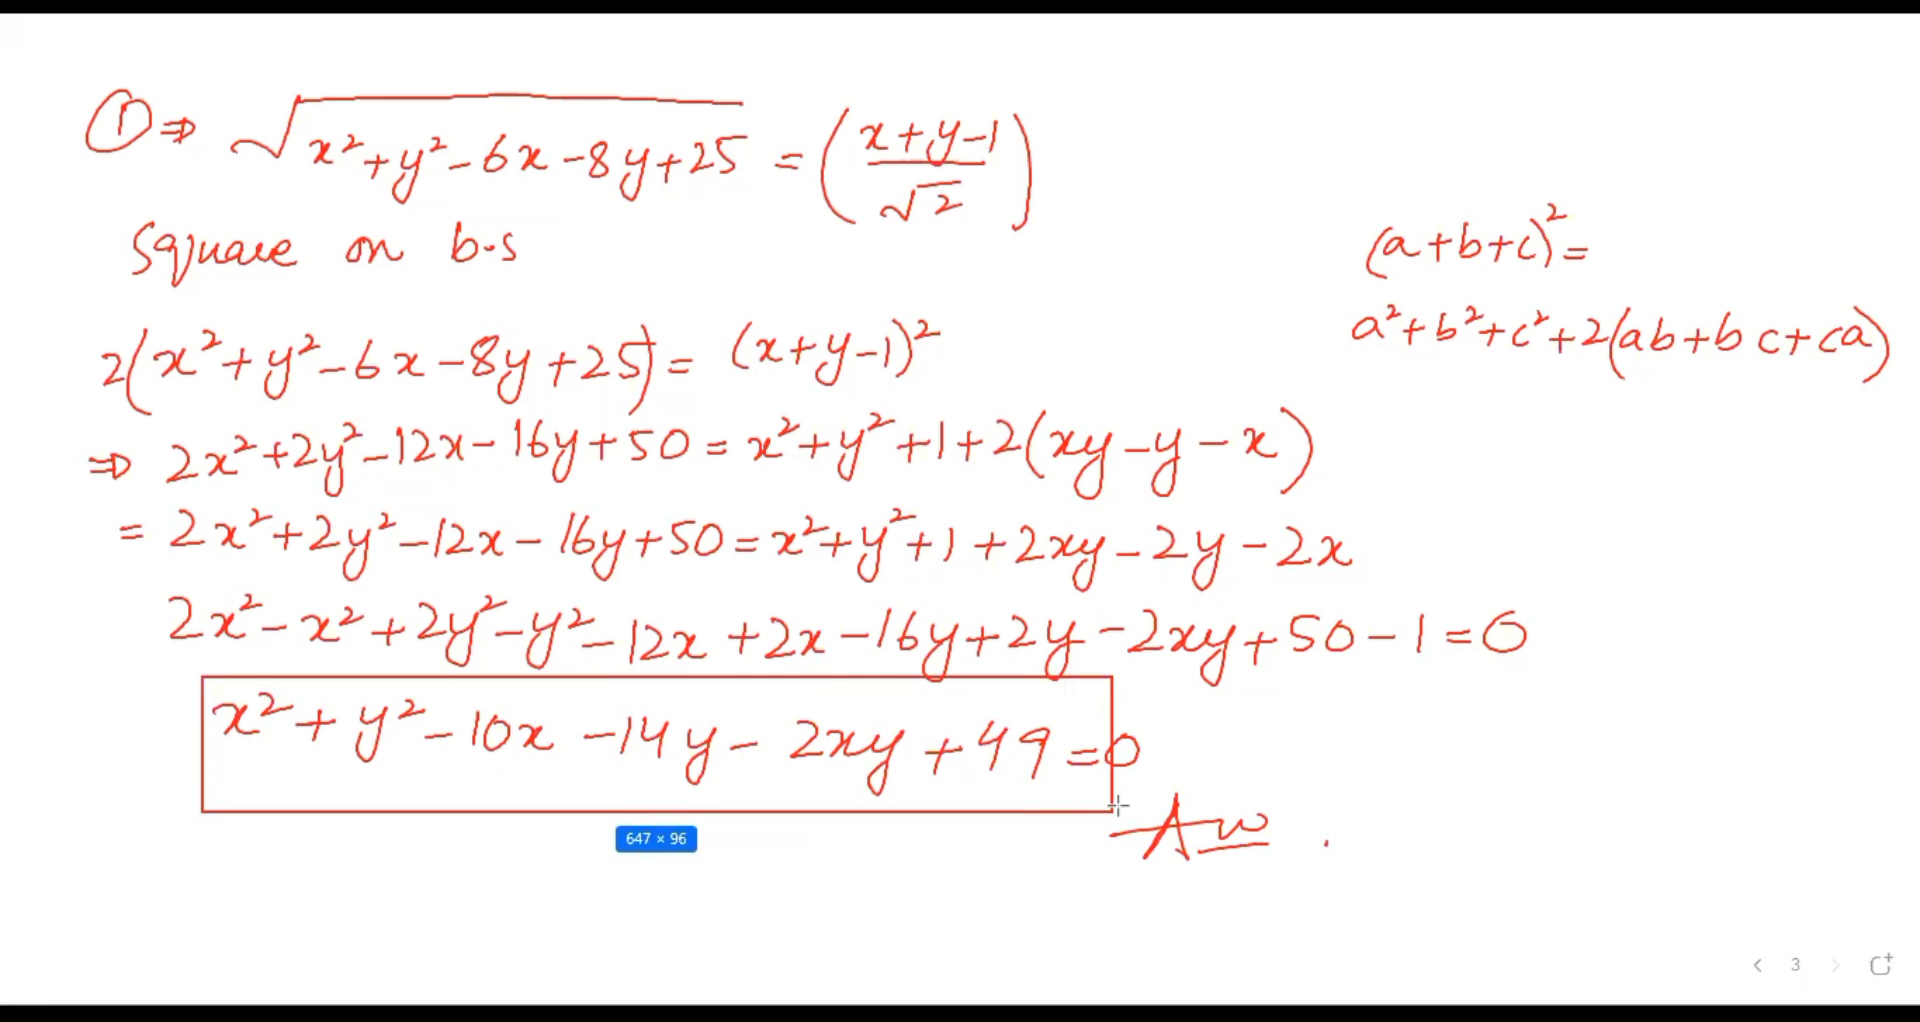 ① ⇒ √(x²+y²-6x-8y+25) = ((x+y-1)/√2)
Square on b.s
(a+b+c)² =
a²+b²+c²+2(ab+bc+ca)
2(x²+y²-6x-8y+25) = (x+y-1)²
⇒ 2x²+2y²-12x-16y+50 = x²+y²+1+2(xy-y-x)
= 2x²+2y²-12x-16y+50 = x²+y²+1+2xy-2y-2x
2x²-x²+2y²-y²-12x+2x-16y+2y-2xy+50-1=0
x²+y²-10x-14y-2xy+49=0
647 × 96
3